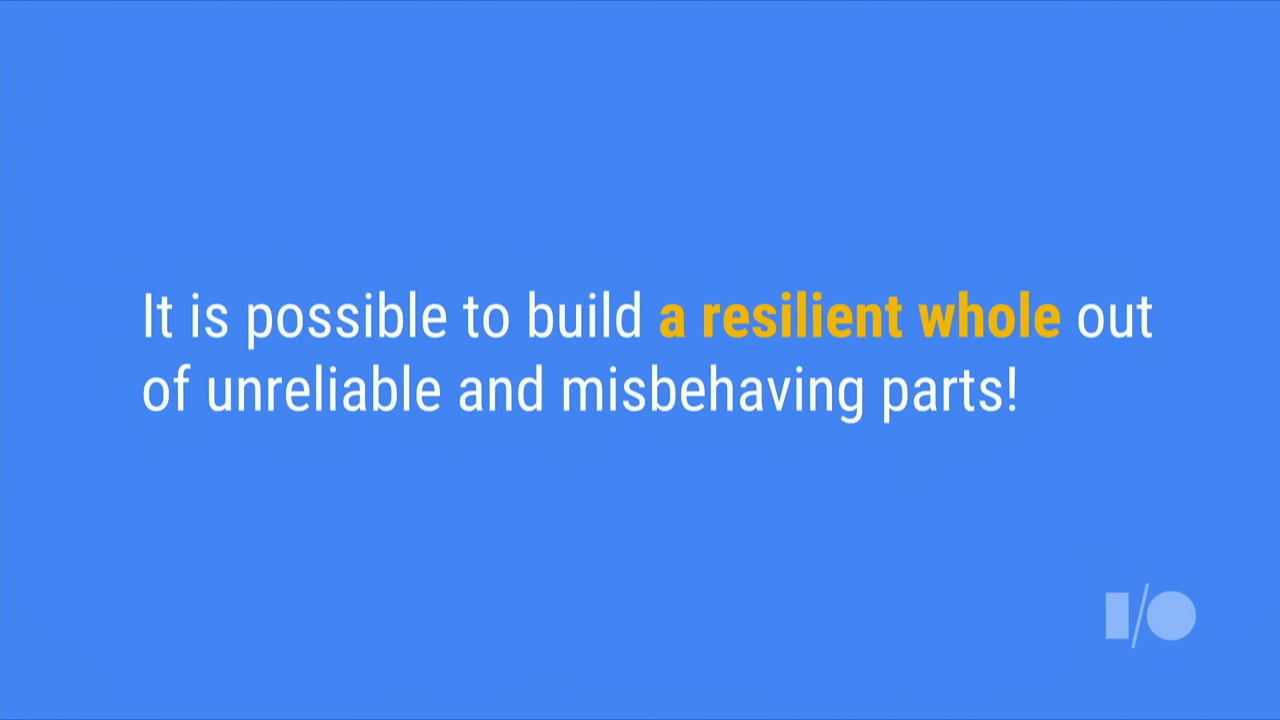 It is possible to build a resilient whole out
of unreliable and misbehaving parts!
I/O